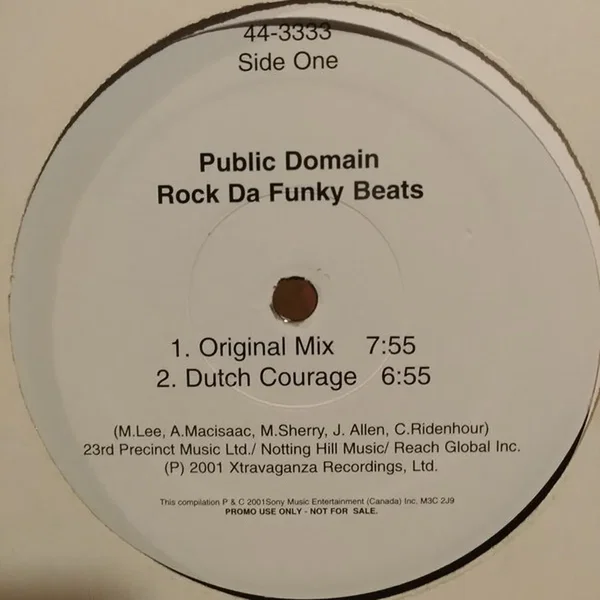 44-3333
Side One
Public Domain
Rock Da Funky Beats
1. Original Mix 7:55
2. Dutch Courage 6:55
(M.Lee, A.Macisaac, M.Sherry, J. Allen, C.Ridenhour)
23rd Precinct Music Ltd./ Notting Hill Music/ Reach Global Inc.
(P) 2001 Xtravaganza Recordings, Ltd.
This compilation P & C 2001Sony Music Entertainment (Canada) Inc, M3C 2J9
PROMO USE ONLY - NOT FOR SALE.